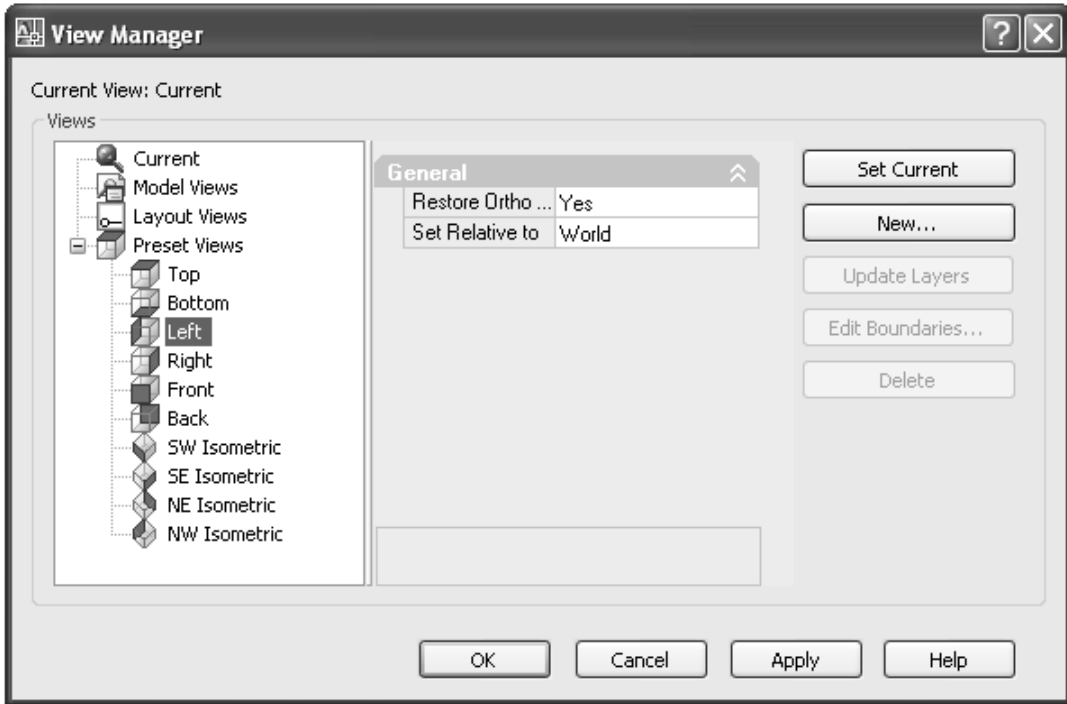 View Manager
Current View: Current
Views
Current
Model Views
Layout Views
Preset Views
Top
Bottom
Left
Right
Front
Back
SW Isometric
SE Isometric
NE Isometric
NW Isometric
General
Restore Ortho ... Yes
Set Relative to World
Set Current
New...
Update Layers
Edit Boundaries...
Delete
OK Cancel Apply Help